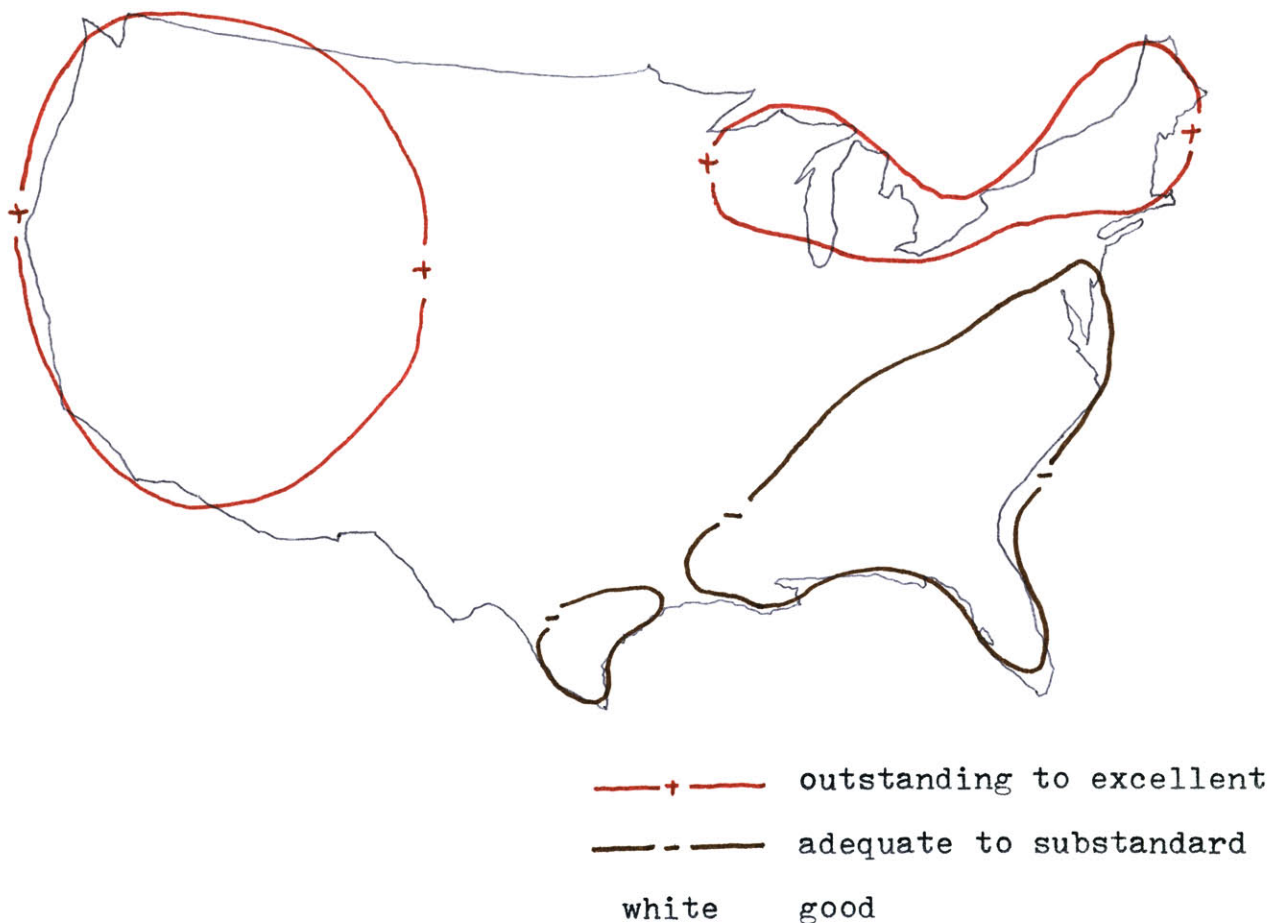 outstanding to excellent
adequate to substandard
white good